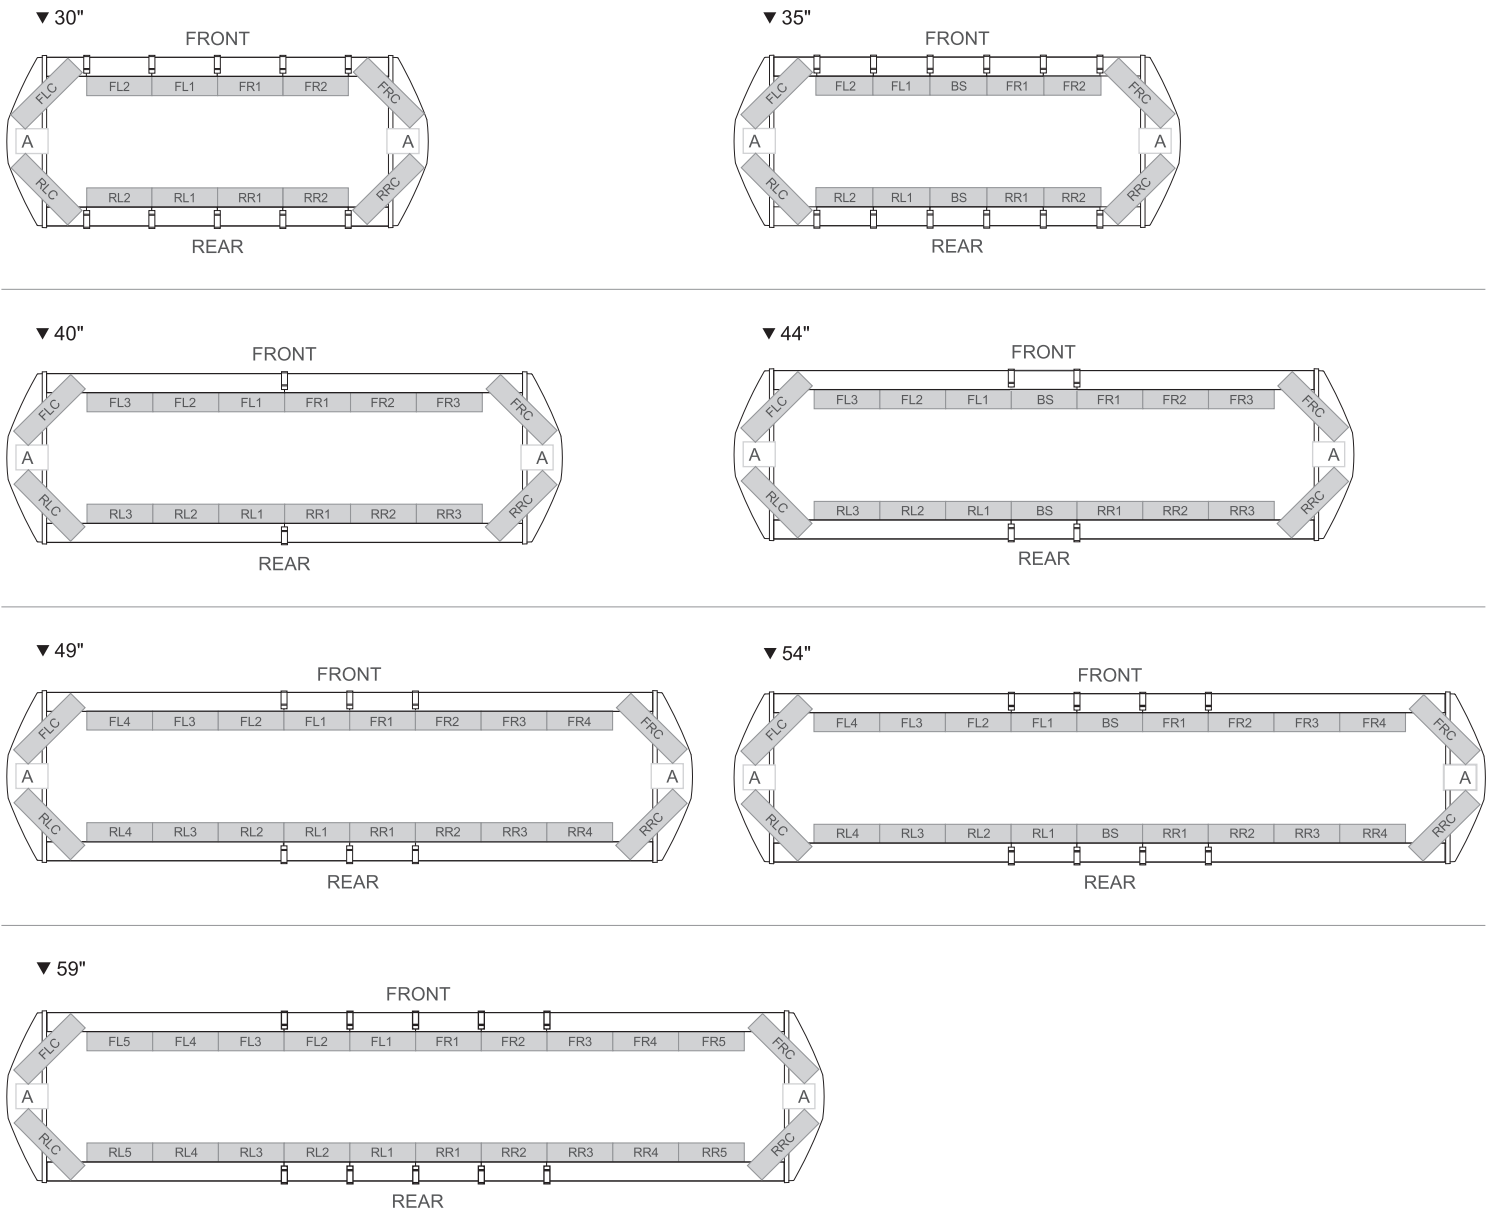 ▼ 30"
FRONT
FLC FL2 FL1 FR1 FR2 FRC
A A
RLC RL2 RL1 RR1 RR2 RRC
REAR
▼ 35"
FRONT
FLC FL2 FL1 BS FR1 FR2 FRC
A A
RLC RL2 RL1 BS RR1 RR2 RRC
REAR
▼ 40"
FRONT
FLC FL3 FL2 FL1 FR1 FR2 FR3 FRC
A A
RLC RL3 RL2 RL1 RR1 RR2 RR3 RRC
REAR
▼ 44"
FRONT
FLC FL3 FL2 FL1 BS FR1 FR2 FR3 FRC
A A
RLC RL3 RL2 RL1 BS RR1 RR2 RR3 RRC
REAR
▼ 49"
FRONT
FLC FL4 FL3 FL2 FL1 FR1 FR2 FR3 FR4 FRC
A A
RLC RL4 RL3 RL2 RL1 RR1 RR2 RR3 RR4 RRC
REAR
▼ 54"
FRONT
FLC FL4 FL3 FL2 FL1 BS FR1 FR2 FR3 FR4 FRC
A A
RLC RL4 RL3 RL2 RL1 BS RR1 RR2 RR3 RR4 RRC
REAR
▼ 59"
FRONT
FLC FL5 FL4 FL3 FL2 FL1 FR1 FR2 FR3 FR4 FR5 FRC
A A
RLC RL5 RL4 RL3 RL2 RL1 RR1 RR2 RR3 RR4 RR5 RRC
REAR